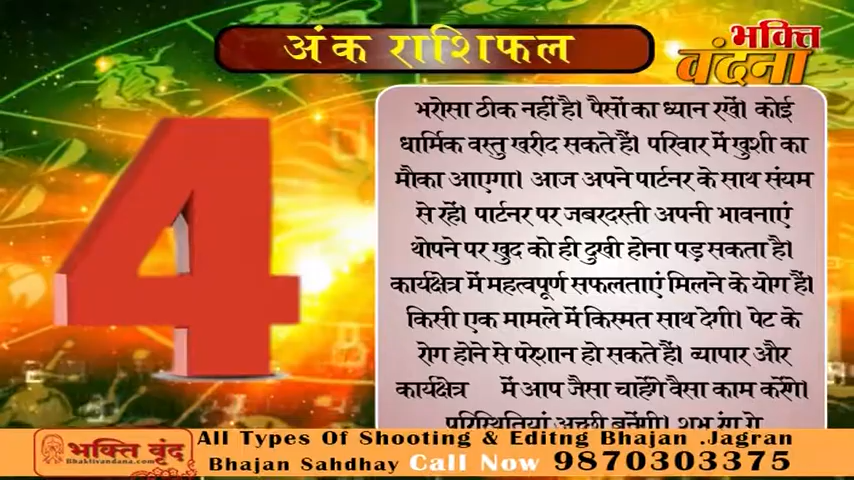 अंक राशिफल
भक्ति
वंदना
4
भरोसा ठीक नहीं है। पैसों का ध्यान रखें। कोई
धार्मिक वस्तु खरीद सकते हैं। परिवार में खुशी का
मौका आएगा। आज अपने पार्टनर के साथ संयम
से रहें। पार्टनर पर जबरदस्ती अपनी भावनाएं
थोपने पर खुद को ही दुखी होना पड़ सकता है।
कार्यक्षेत्र में महत्वपूर्ण सफलताएं मिलने के योग हैं।
किसी एक मामले में किस्मत साथ देगी। पेट के
रोग होने से परेशान हो सकते हैं। व्यापार और
कार्यक्षेत्र में आप जैसा चाहेंगे वैसा काम करेंगे।
परिस्थितियां अच्छी बनेंगी। शुभ रंग
भक्ति वृंद
Bhaktivandana.com
All Types Of Shooting & Editng Bhajan .Jagran
Bhajan Sahdhay Call Now 9870303375